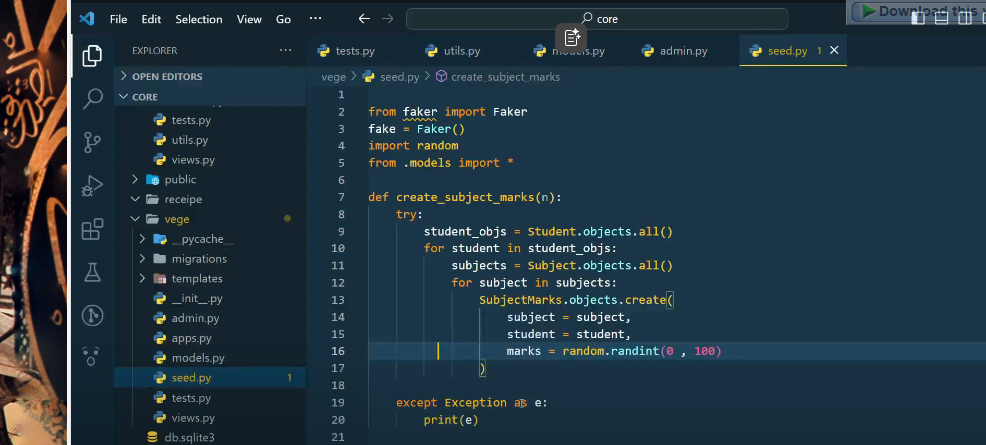 File Edit Selection View Go ··· core
Download this
EXPLORER ···
tests.py utils.py models.py admin.py seed.py 1
OPEN EDITORS
vege > seed.py > create_subject_marks
CORE
tests.py
utils.py
views.py
public
receipe
vege
__pycache__
migrations
templates
__init__.py
admin.py
apps.py
models.py
seed.py 1
tests.py
views.py
db.sqlite3
1
2 from faker import Faker
3 fake = Faker()
4 import random
5 from .models import *
6
7 def create_subject_marks(n):
8 try:
9 student_objs = Student.objects.all()
10 for student in student_objs:
11 subjects = Subject.objects.all()
12 for subject in subjects:
13 SubjectMarks.objects.create(
14 subject = subject,
15 student = student,
16 marks = random.randint(0 , 100)
17 )
18
19 except Exception as e:
20 print(e)
21